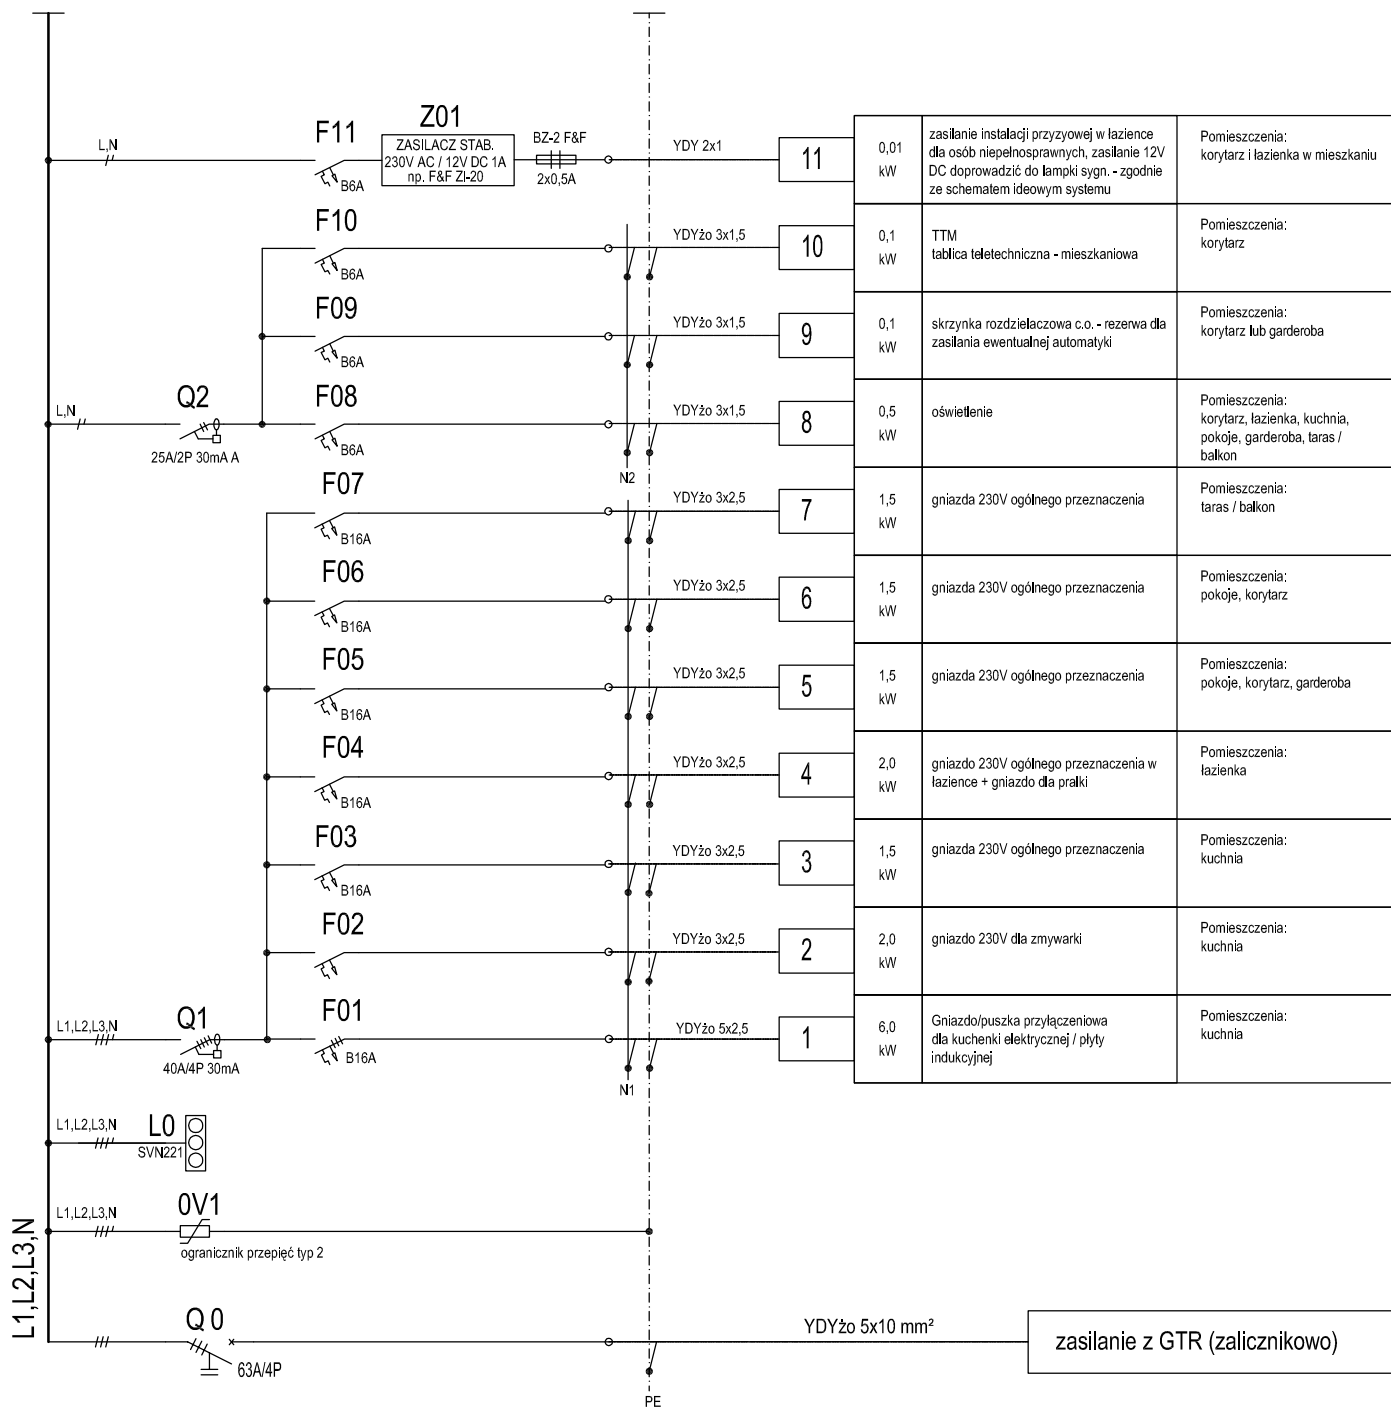 F11
Z01
L,N
ZASILACZ STAB.
230V AC / 12V DC 1A
np. F&F ZI-20
BZ-2 F&F
2x0,5A
B6A
YDY 2x1
11
0,01
kW
zasilanie instalacji przyzyowej w łazience
dla osób niepełnosprawnych, zasilanie 12V
DC doprowadzić do lampki sygn. - zgodnie
ze schematem ideowym systemu
Pomieszczenia:
korytarz i łazienka w mieszkaniu
F10
B6A
YDYżo 3x1,5
10
0,1
kW
TTM
tablica teletechniczna - mieszkaniowa
Pomieszczenia:
korytarz
F09
B6A
YDYżo 3x1,5
9
0,1
kW
skrzynka rozdzielaczowa c.o. - rezerwa dla
zasilania ewentualnej automatyki
Pomieszczenia:
korytarz lub garderoba
L,N
Q2
25A/2P 30mA A
F08
B6A
YDYżo 3x1,5
N2
8
0,5
kW
oświetlenie
Pomieszczenia:
korytarz, łazienka, kuchnia,
pokoje, garderoba, taras /
balkon
F07
B16A
YDYżo 3x2,5
7
1,5
kW
gniazda 230V ogólnego przeznaczenia
Pomieszczenia:
taras / balkon
F06
B16A
YDYżo 3x2,5
6
1,5
kW
gniazda 230V ogólnego przeznaczenia
Pomieszczenia:
pokoje, korytarz
F05
B16A
YDYżo 3x2,5
5
1,5
kW
gniazda 230V ogólnego przeznaczenia
Pomieszczenia:
pokoje, korytarz, garderoba
F04
B16A
YDYżo 3x2,5
4
2,0
kW
gniazdo 230V ogólnego przeznaczenia w
łazience + gniazdo dla pralki
Pomieszczenia:
łazienka
F03
B16A
YDYżo 3x2,5
3
1,5
kW
gniazda 230V ogólnego przeznaczenia
Pomieszczenia:
kuchnia
F02
YDYżo 3x2,5
2
2,0
kW
gniazdo 230V dla zmywarki
Pomieszczenia:
kuchnia
L1,L2,L3,N
Q1
40A/4P 30mA
F01
B16A
YDYżo 5x2,5
N1
1
6,0
kW
Gniazdo/puszka przyłączeniowa
dla kuchenki elektrycznej / płyty
indukcyjnej
Pomieszczenia:
kuchnia
L1,L2,L3,N
L0
SVN221
L1,L2,L3,N
0V1
ogranicznik przepięć typ 2
L1,L2,L3,N
Q 0
63A/4P
YDYżo 5x10 mm²
zasilanie z GTR (zalicznikowo)
PE